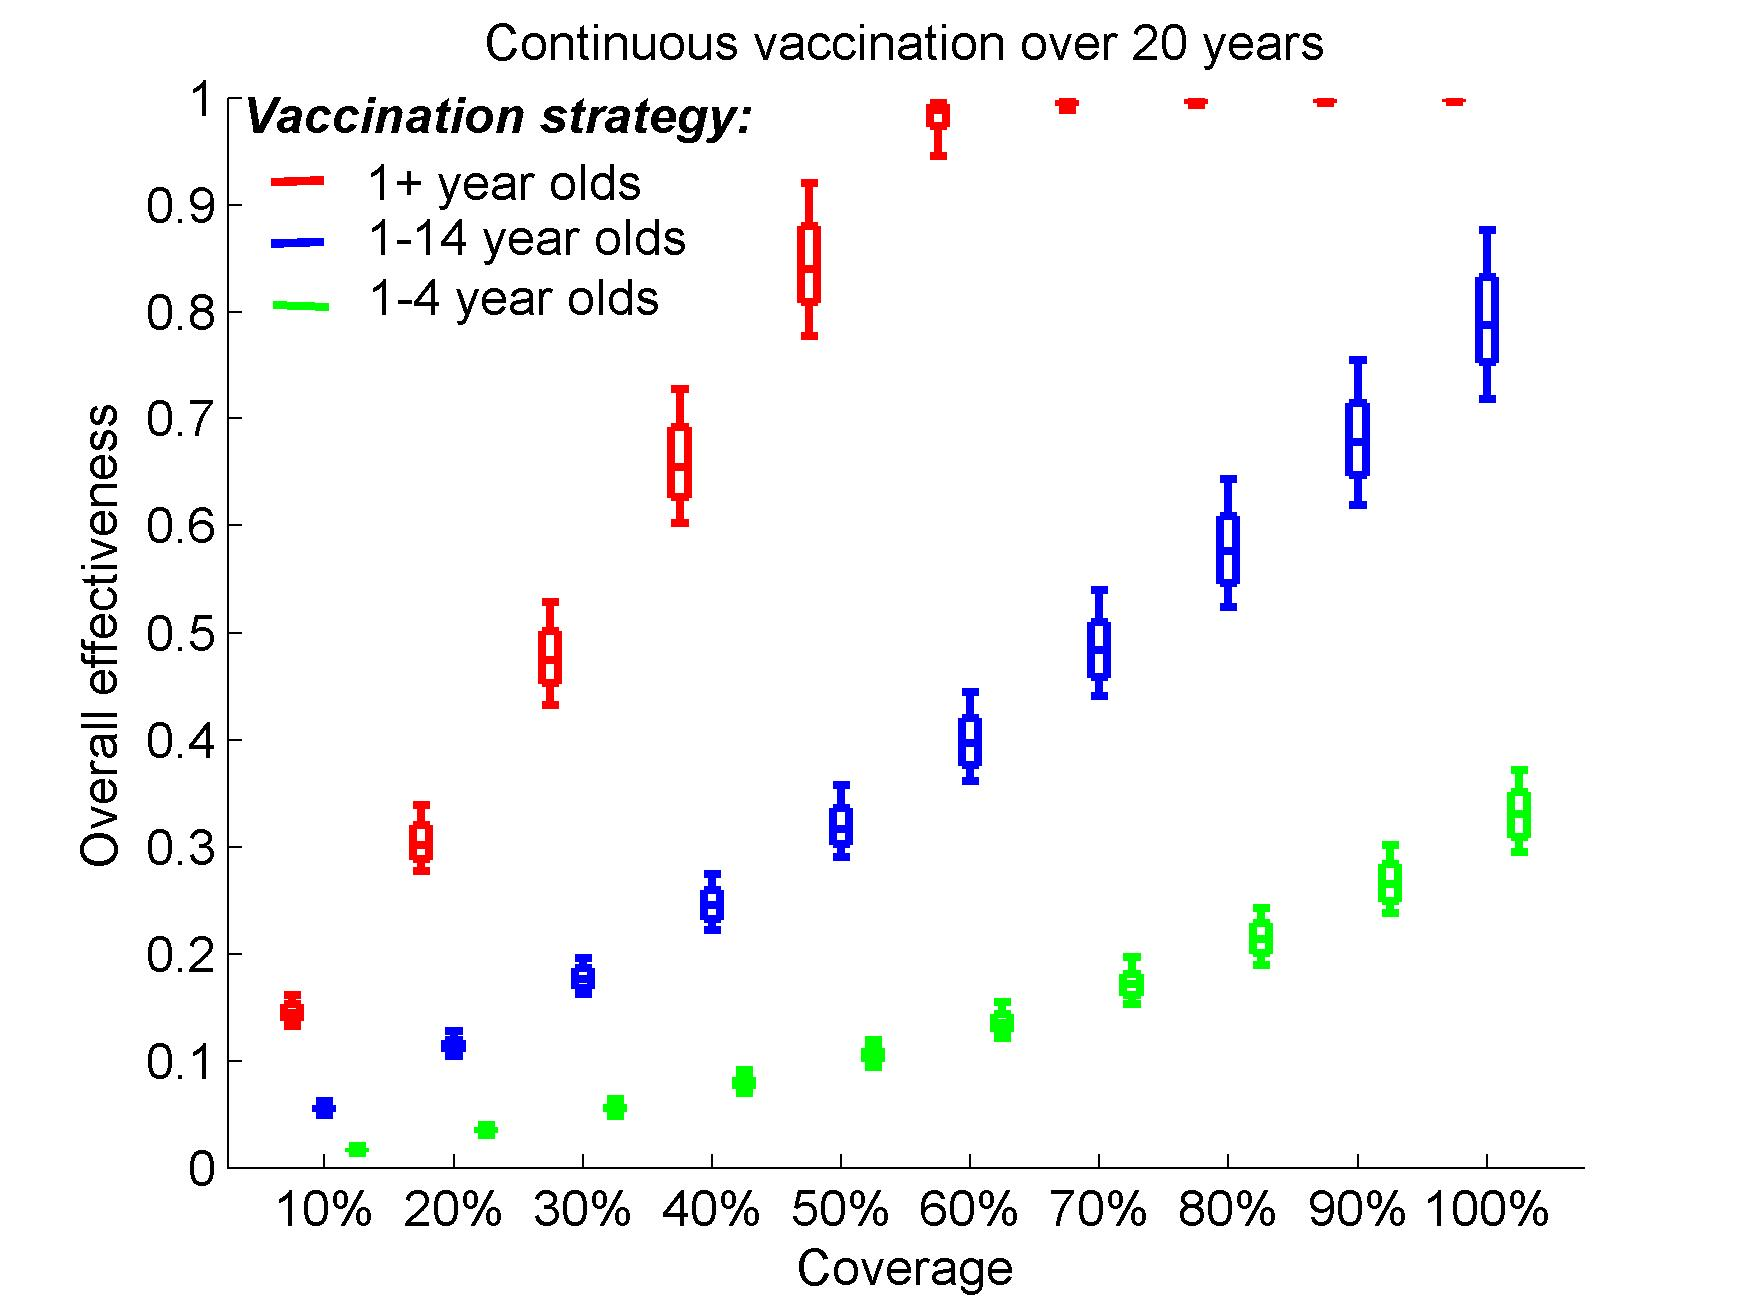 Continuous vaccination over 20 years
Vaccination strategy:
1+ year olds
1-14 year olds
1-4 year olds
Overall effectiveness
1
0.9
0.8
0.7
0.6
0.5
0.4
0.3
0.2
0.1
0
10% 20% 30% 40% 50% 60% 70% 80% 90% 100%
Coverage